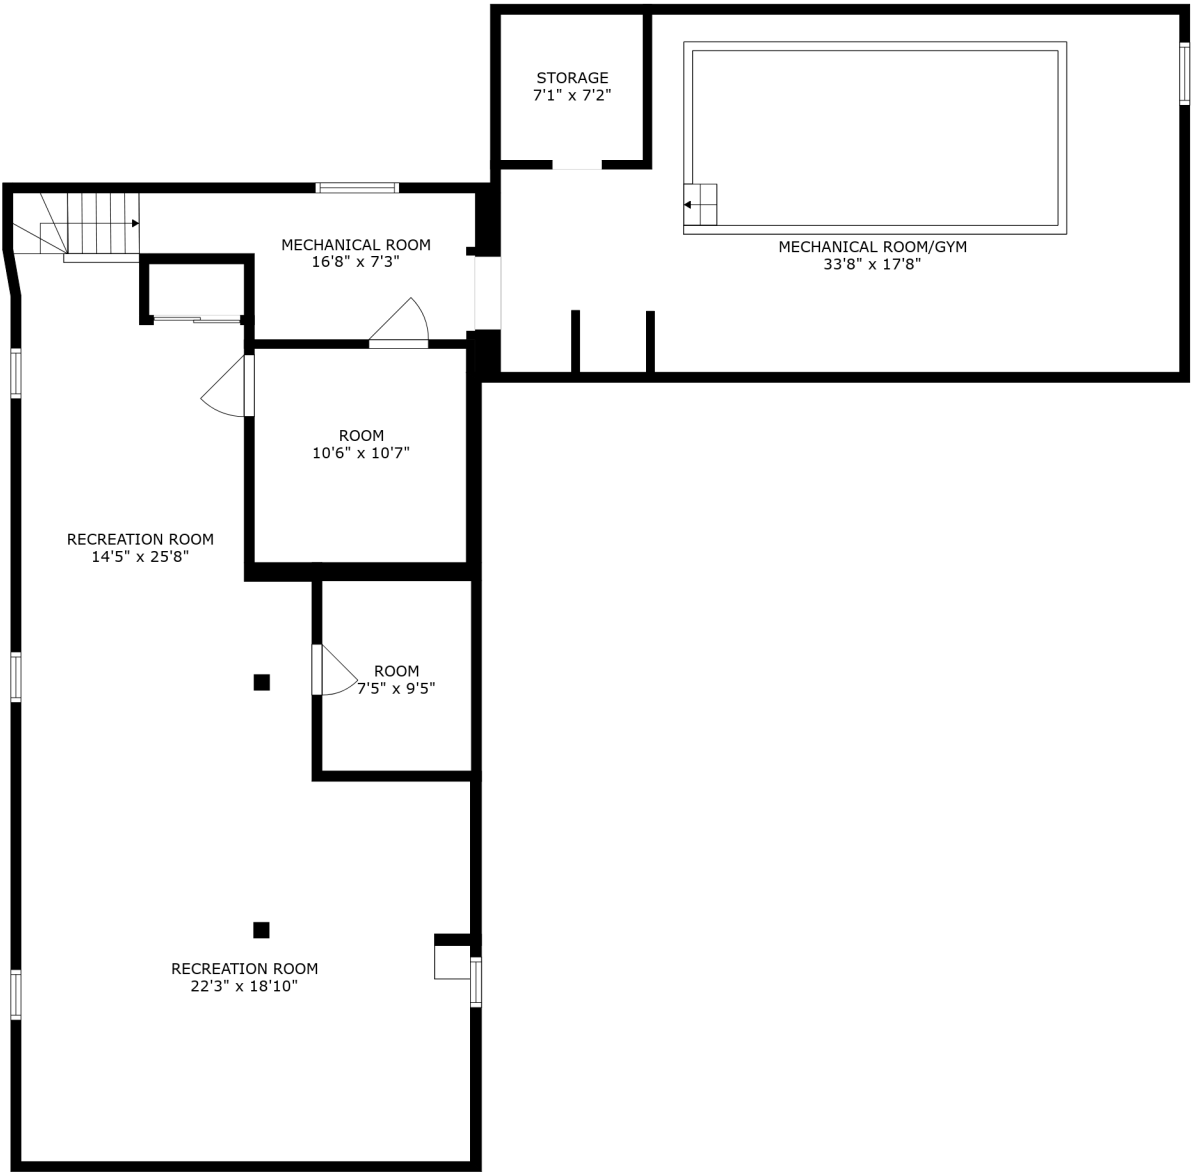 STORAGE
7'1" x 7'2"
MECHANICAL ROOM
16'8" x 7'3"
MECHANICAL ROOM/GYM
33'8" x 17'8"
ROOM
10'6" x 10'7"
RECREATION ROOM
14'5" x 25'8"
ROOM
7'5" x 9'5"
RECREATION ROOM
22'3" x 18'10"